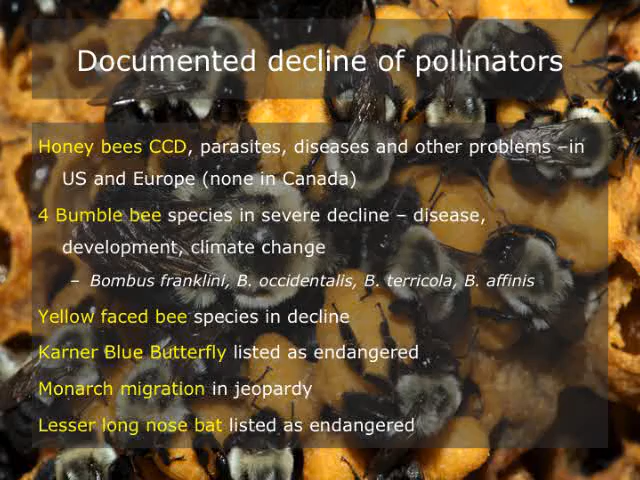 Documented decline of pollinators
Honey bees CCD, parasites, diseases and other problems –in
US and Europe (none in Canada)
4 Bumble bee species in severe decline – disease,
development, climate change
– Bombus franklini, B. occidentalis, B. terricola, B. affinis
Yellow faced bee species in decline
Karner Blue Butterfly listed as endangered
Monarch migration in jeopardy
Lesser long nose bat listed as endangered